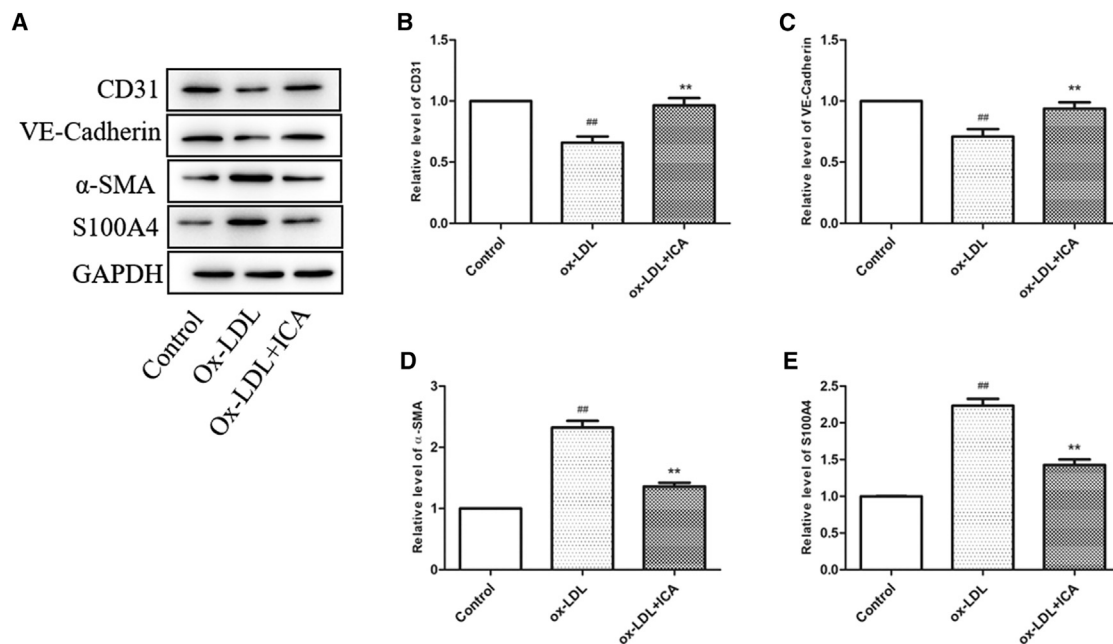 A
CD31
VE-Cadherin
α-SMA
S100A4
GAPDH
Control
Ox-LDL
Ox-LDL+ICA
B
Relative level of CD31
1.5
1.0
0.5
0.0
##
**
Control
ox-LDL
ox-LDL+ICA
C
Relative level of VE-Cadherin
1.5
1.0
0.5
0.0
##
**
Control
ox-LDL
ox-LDL+ICA
D
Relative level of α-SMA
3
2
1
0
##
**
Control
ox-LDL
ox-LDL+ICA
E
Relative level of S100A4
2.5
2.0
1.5
1.0
0.5
0.0
##
**
Control
ox-LDL
ox-LDL+ICA